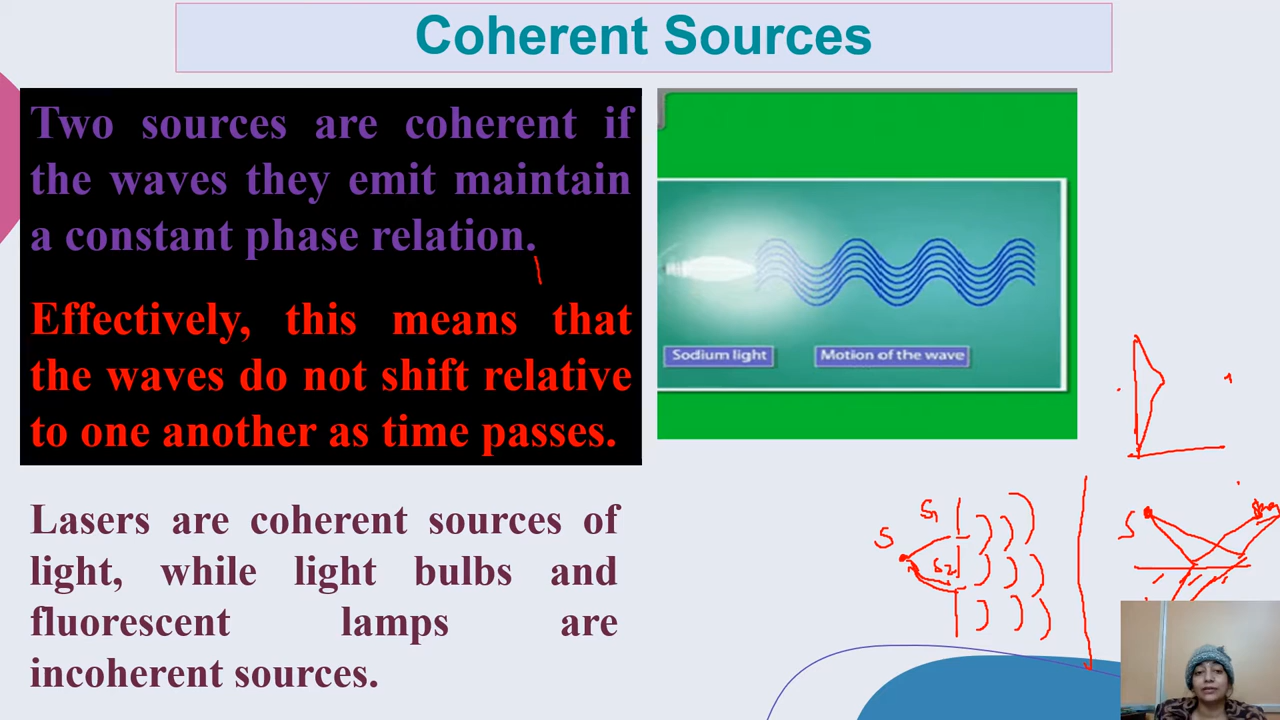 Coherent Sources
Two sources are coherent if
the waves they emit maintain
a constant phase relation.
Effectively, this means that
the waves do not shift relative
to one another as time passes.
Lasers are coherent sources of
light, while light bulbs and
fluorescent lamps are
incoherent sources.
Sodium light
Motion of the wave
S1
S
S2
S